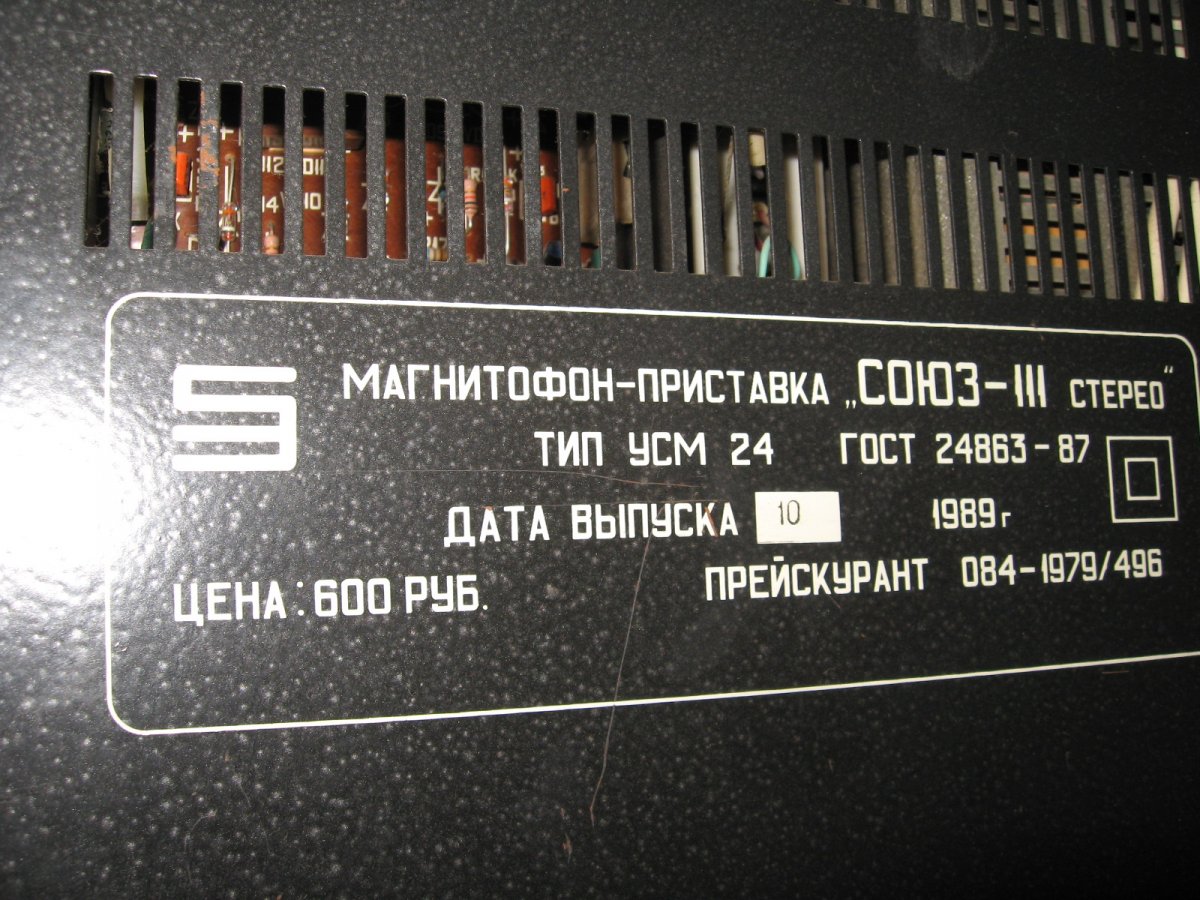 МАГНИТОФОН-ПРИСТАВКА „СОЮЗ-III СТЕРЕО“
ТИП УСМ 24 ГОСТ 24863-87
ДАТА ВЫПУСКА 10 1989г
ЦЕНА: 600 РУБ. ПРЕЙСКУРАНТ 084-1979/496